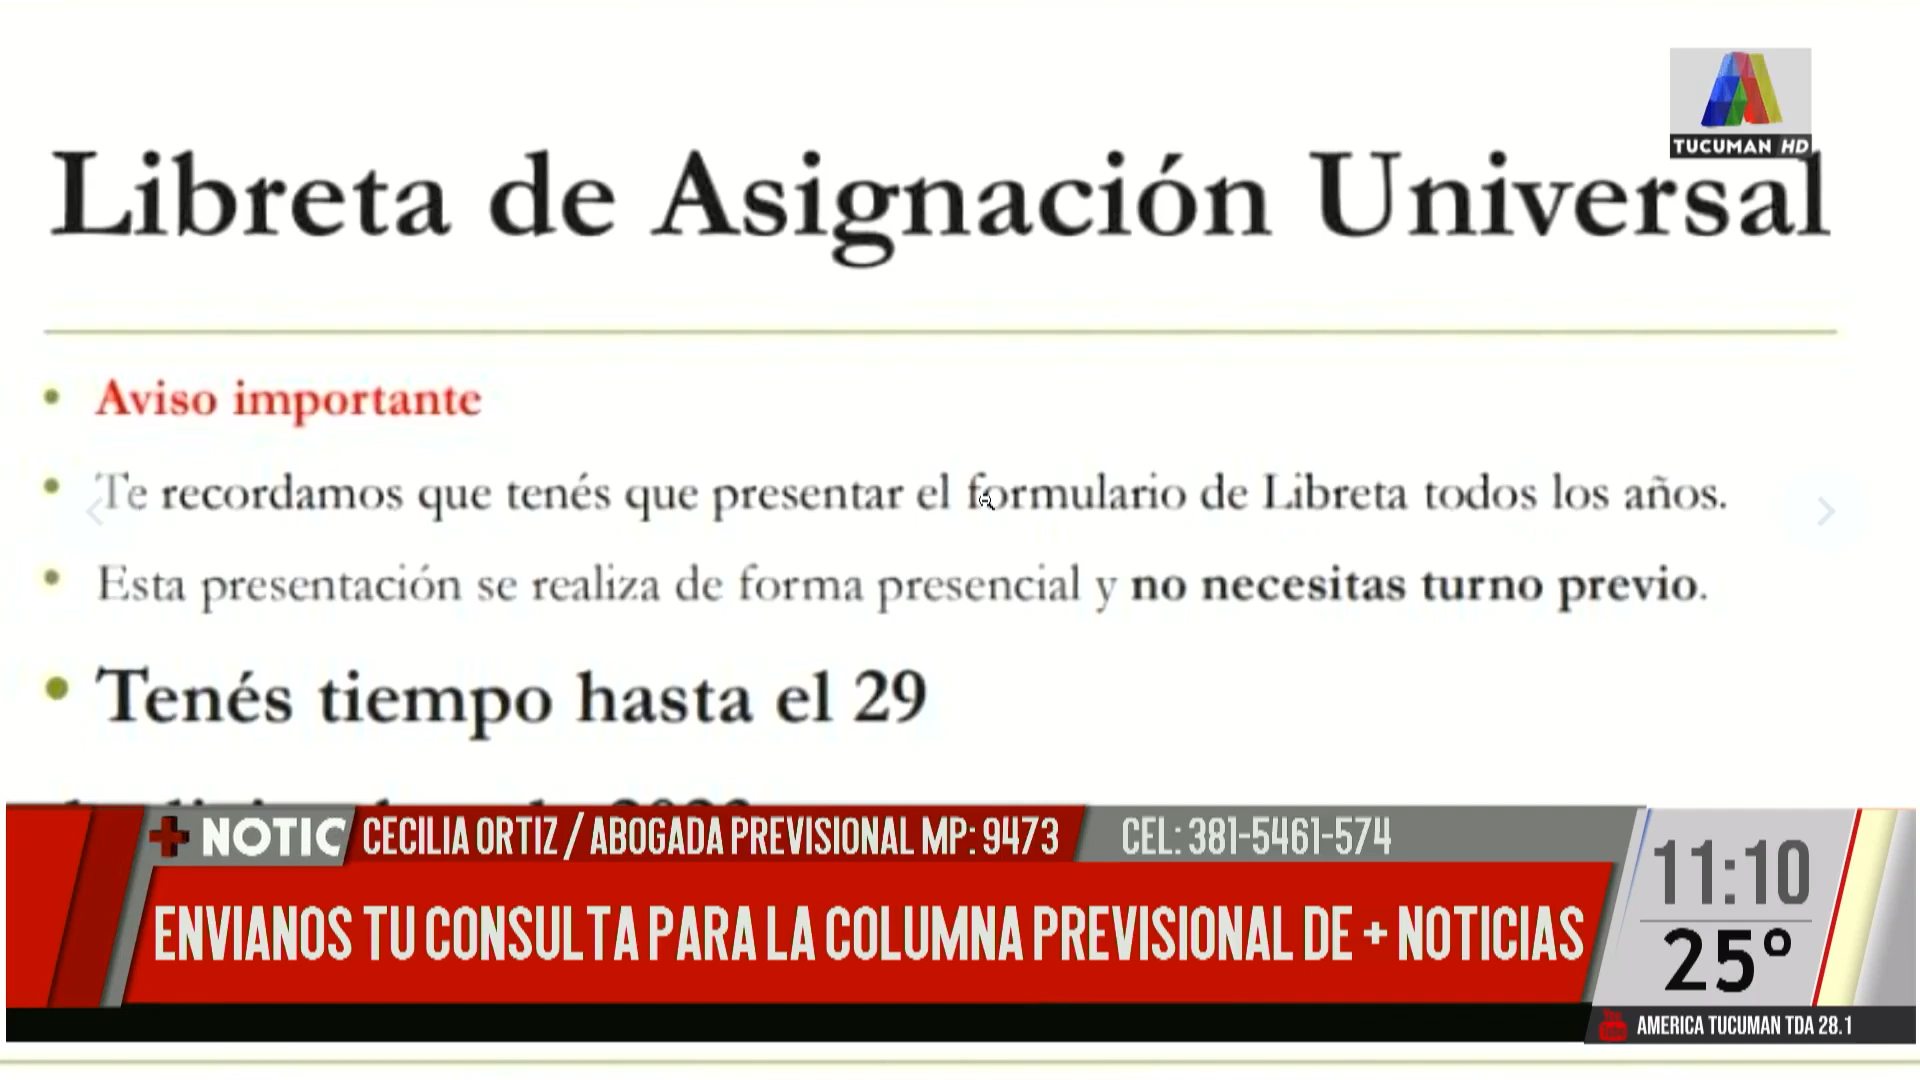 TUCUMAN HD
Libreta de Asignación Universal
Aviso importante
Te recordamos que tenés que presentar el formulario de Libreta todos los años.
Esta presentación se realiza de forma presencial y no necesitas turno previo.
Tenés tiempo hasta el 29
+ NOTIC
CECILIA ORTIZ / ABOGADA PREVISIONAL MP: 9473
CEL: 381-5461-574
ENVIANOS TU CONSULTA PARA LA COLUMNA PREVISIONAL DE + NOTICIAS
11:10
25°
AMERICA TUCUMAN TDA 28.1